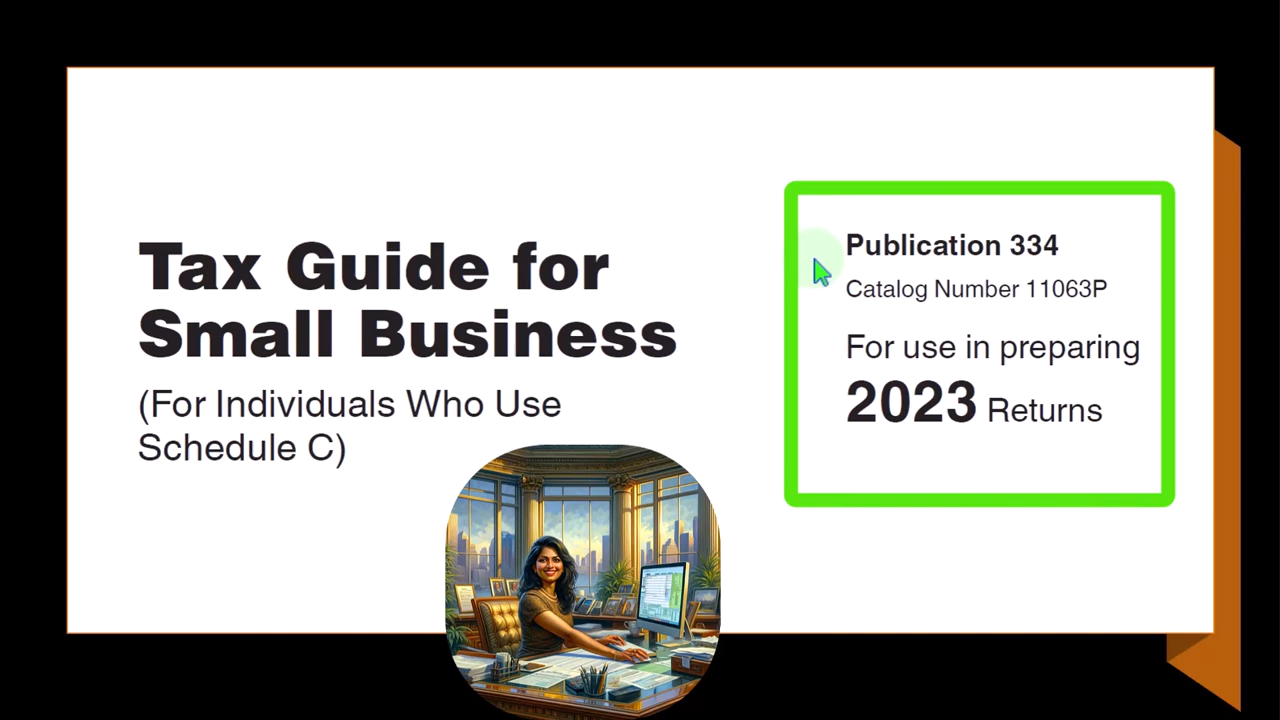 Tax Guide for
Small Business
(For Individuals Who Use
Schedule C)
Publication 334
Catalog Number 11063P
For use in preparing
2023 Returns